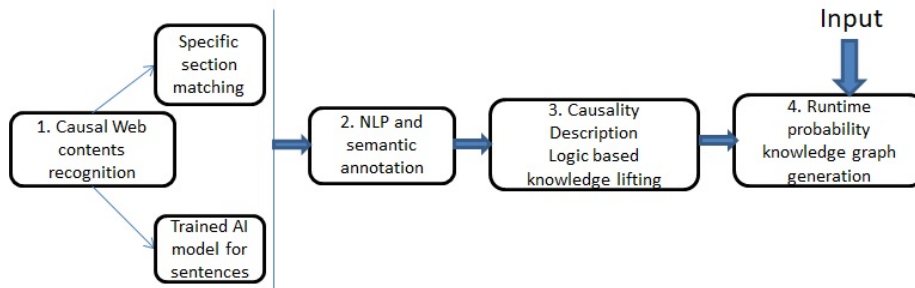 Specific
section
matching
1. Causal Web
contents
recognition
Trained AI
model for
sentences
2. NLP and
semantic
annotation
3. Causality
Description
Logic based
knowledge lifting
Input
4. Runtime
probability
knowledge graph
generation